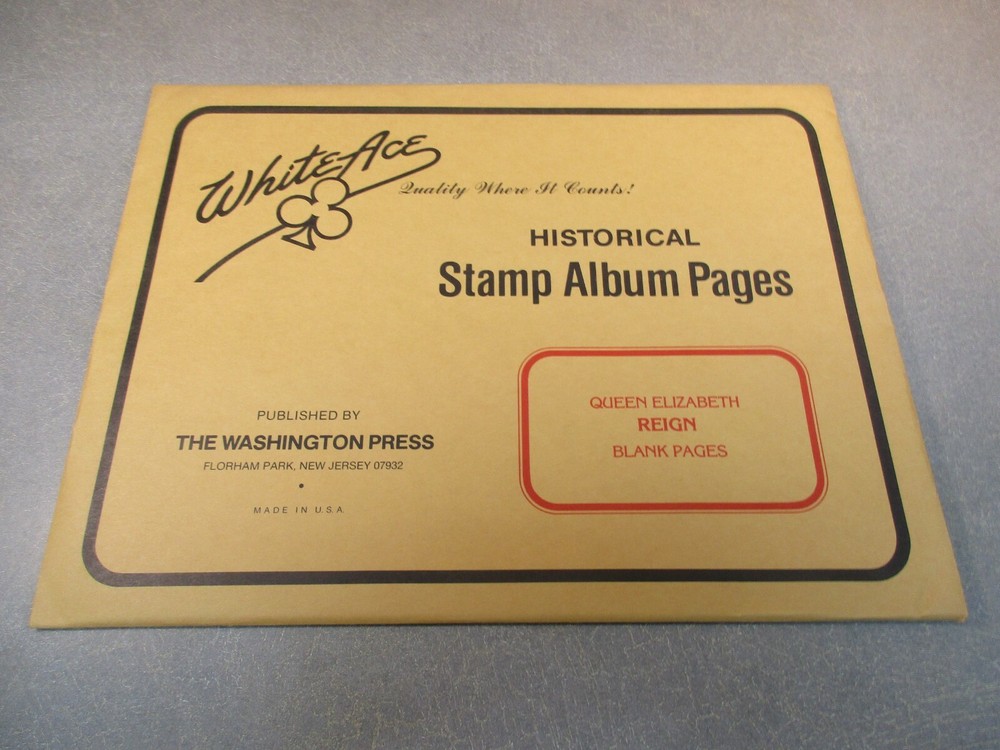 White Ace
Quality Where It Counts!
HISTORICAL
Stamp Album Pages
QUEEN ELIZABETH
REIGN
BLANK PAGES
PUBLISHED BY
THE WASHINGTON PRESS
FLORHAM PARK, NEW JERSEY 07932
•
MADE IN U.S.A.